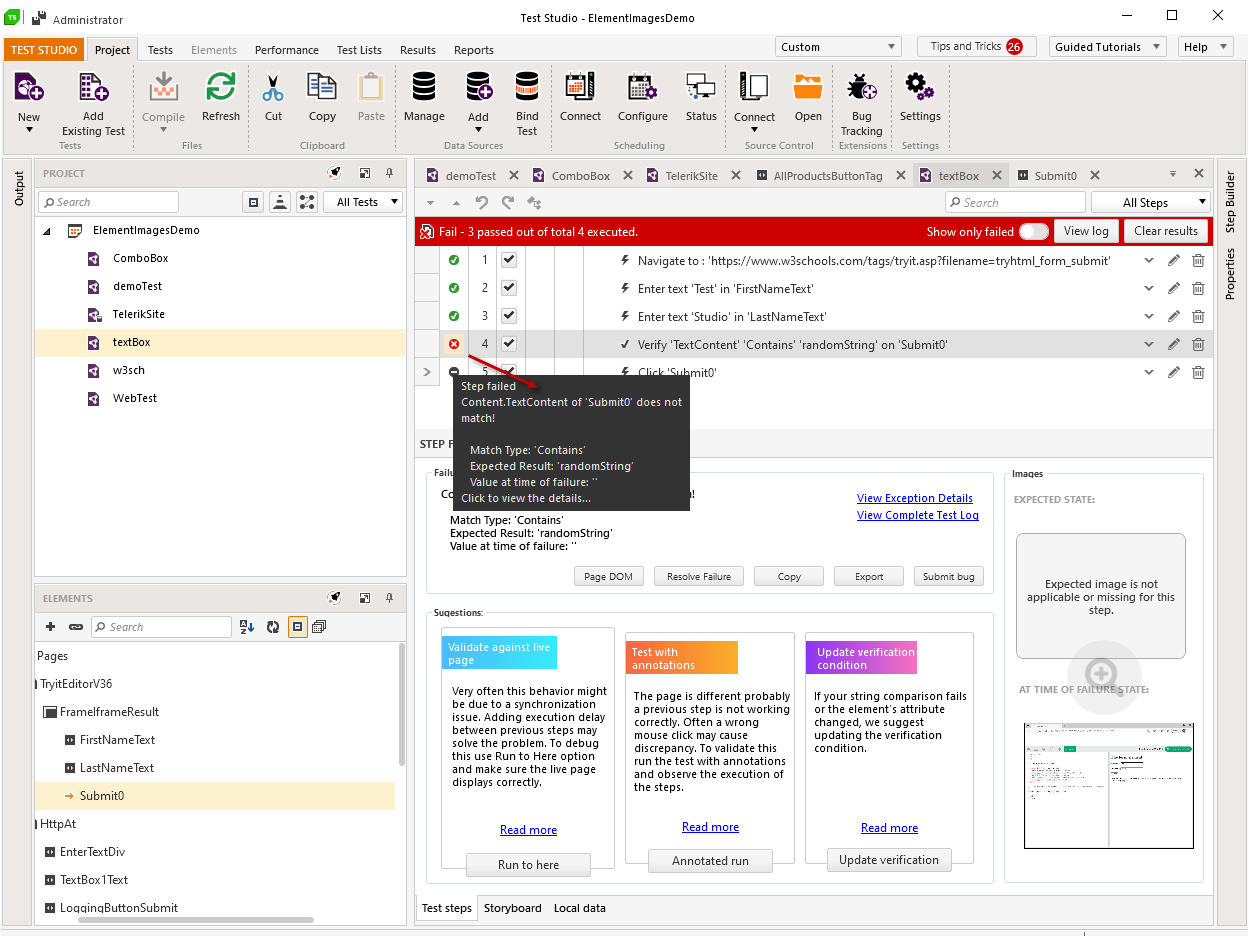 TS
Administrator
Test Studio - ElementImagesDemo
TEST STUDIO
Project
Tests
Elements
Performance
Test Lists
Results
Reports
Custom
Tips and Tricks 26
Guided Tutorials
Help
New
Add
Existing Test
Tests
Compile
Refresh
Files
Cut
Copy
Paste
Clipboard
Manage
Add
Bind
Test
Data Sources
Connect
Configure
Status
Scheduling
Connect
Open
Source Control
Bug
Tracking
Extensions
Settings
Settings
Output
PROJECT
Search
All Tests
ElementImagesDemo
ComboBox
demoTest
TelerikSite
textBox
w3sch
WebTest
ELEMENTS
Search
Pages
TryitEditorV36
FrameIframeResult
FirstNameText
LastNameText
Submit0
HttpAt
EnterTextDiv
TextBox1Text
LoggingButtonSubmit
demoTest
ComboBox
TelerikSite
AllProductsButtonTag
textBox
Submit0
Search
All Steps
Fail - 3 passed out of total 4 executed.
Show only failed
View log
Clear results
1 Navigate to : 'https://www.w3schools.com/tags/tryit.asp?filename=tryhtml_form_submit'
2 Enter text 'Test' in 'FirstNameText'
3 Enter text 'Studio' in 'LastNameText'
4 Verify 'TextContent' 'Contains' 'randomString' on 'Submit0'
5 Click 'Submit0'
Step failed
Content.TextContent of 'Submit0' does not
match!
Match Type: 'Contains'
Expected Result: 'randomString'
Value at time of failure: ''
Click to view the details...
STEP F
Failu
Co
!
Match Type: 'Contains'
Expected Result: 'randomString'
Value at time of failure: ''
View Exception Details
View Complete Test Log
Page DOM
Resolve Failure
Copy
Export
Submit bug
Sugestions:
Validate against live
page
Very often this behavior might
be due to a synchronization
issue. Adding execution delay
between previous steps may
solve the problem. To debug
this use Run to Here option
and make sure the live page
displays correctly.
Read more
Run to here
Test with
annotations
The page is different probably
a previous step is not working
correctly. Often a wrong
mouse click may cause
discrepancy. To validate this
run the test with annotations
and observe the execution of
the steps.
Read more
Annotated run
Update verification
condition
If your string comparison fails
or the element's attribute
changed, we suggest
updating the verification
condition.
Read more
Update verification
Images
EXPECTED STATE:
Expected image is not
applicable or missing for this
step.
AT TIME OF FAILURE STATE:
Test steps
Storyboard
Local data
Step Builder
Properties